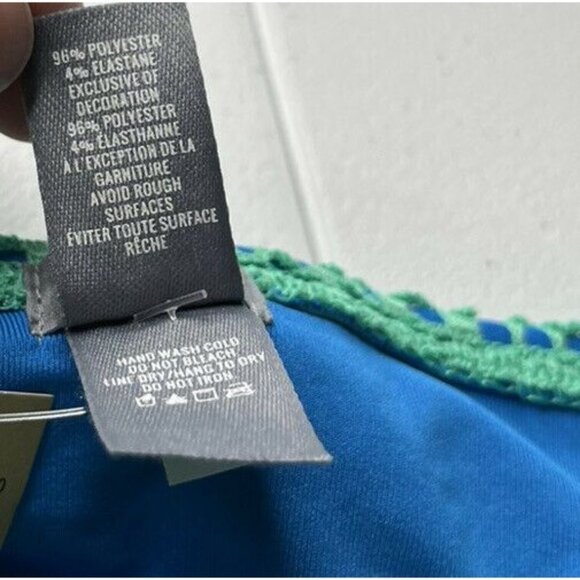 96% POLYESTER
4% ELASTANE
EXCLUSIVE OF
DECORATION
96% POLYESTER
4% ÉLASTHANNE
À L'EXCEPTION DE LA
GARNITURE
AVOID ROUGH
SURFACES
ÉVITER TOUTE SURFACE
RÊCHE
HAND WASH COLD
DO NOT BLEACH
LINE DRY/HANG TO DRY
DO NOT IRON